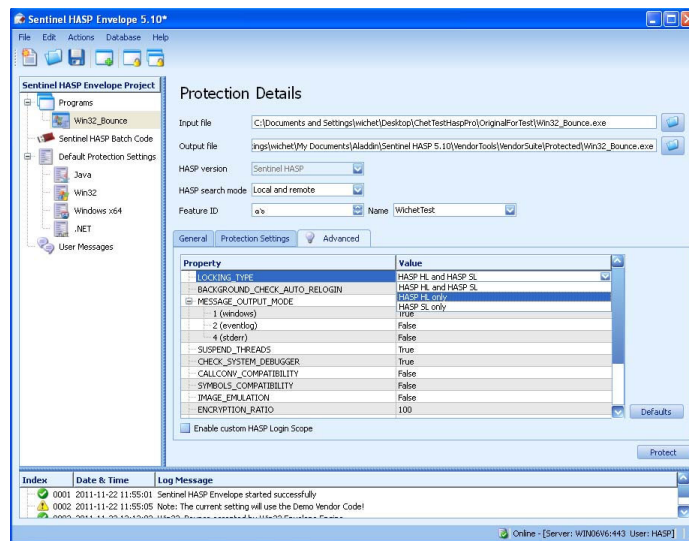 Sentinel HASP Envelope 5.10*
File Edit Actions Database Help
Sentinel HASP Envelope Project
Programs
Win32_Bounce
Sentinel HASP Batch Code
Default Protection Settings
Java
Win32
Windows x64
.NET
User Messages
Protection Details
Input file C:\Documents and Settings\wichet\Desktop\ChetTestHaspPro\OriginalForTest\Win32_Bounce.exe
Output file ings\wichet\My Documents\Aladdin\Sentinel HASP 5.10\VendorTools\VendorSuite\Protected\Win32_Bounce.exe
HASP version Sentinel HASP
HASP search mode Local and remote
Feature ID Name WichetTest
General Protection Settings Advanced
Property Value
LOCKING_TYPE HASP HL and HASP SL
HASP HL and HASP SL
BACKGROUND_CHECK_AUTO_RELOGIN
HASP HL only
MESSAGE_OUTPUT_MODE
HASP SL only
1 (windows) True
2 (eventlog) False
4 (stderr) False
SUSPEND_THREADS True
CHECK_SYSTEM_DEBUGGER True
CALLCONV_COMPATIBILITY False
SYMBOLS_COMPATIBILITY False
IMAGE_EMULATION False
ENCRYPTION_RATIO 100
Defaults
Enable custom HASP Login Scope
Protect
Index Date & Time Log Message
0001 2011-11-22 11:55:01 Sentinel HASP Envelope started successfully
0002 2011-11-22 11:55:05 Note: The current setting will use the Demo Vendor Code!
Online - [Server: WIN06V6:443 User: HASP]